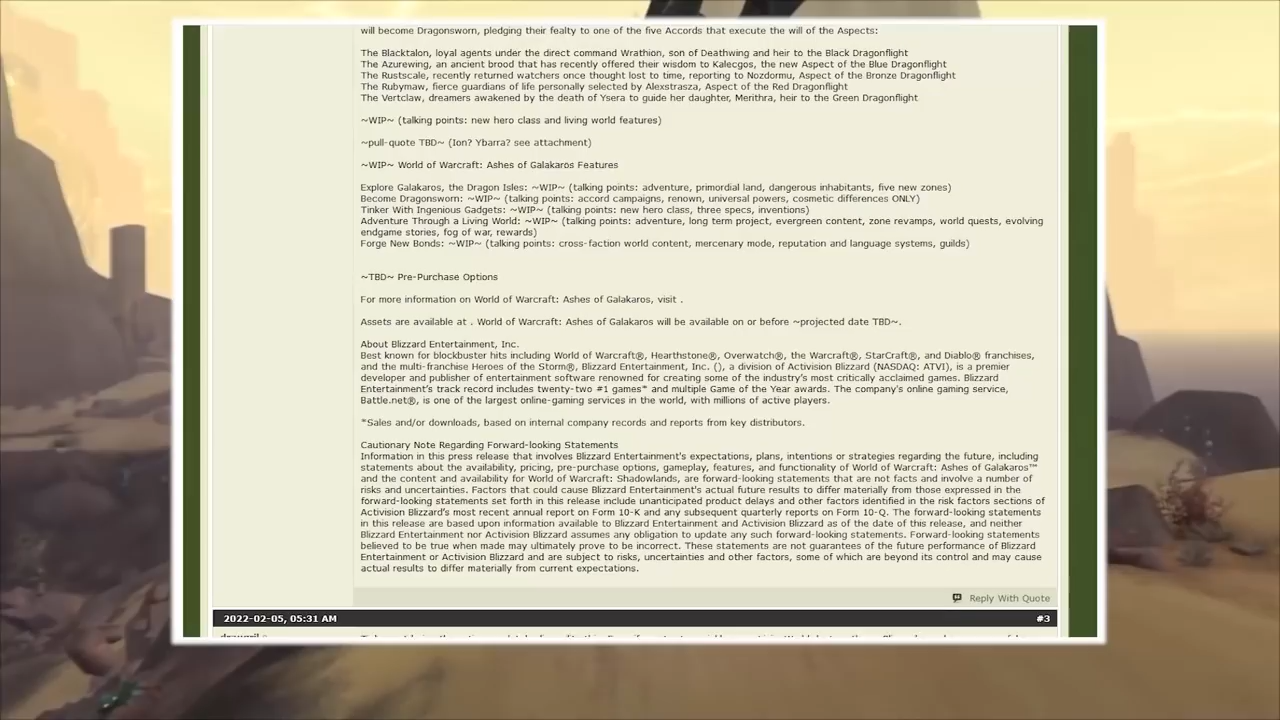 will become Dragonsworn, pledging their fealty to one of the five Accords that execute the will of the Aspects:
The Blacktalon, loyal agents under the direct command Wrathion, son of Deathwing and heir to the Black Dragonflight
The Azurewing, an ancient brood that has recently offered their wisdom to Kalecgos, the new Aspect of the Blue Dragonflight
The Rustscale, recently returned watchers once thought lost to time, reporting to Nozdormu, Aspect of the Bronze Dragonflight
The Rubymaw, fierce guardians of life personally selected by Alexstrasza, Aspect of the Red Dragonflight
The Vertclaw, dreamers awakened by the death of Ysera to guide her daughter, Merithra, heir to the Green Dragonflight
~WIP~ (talking points: new hero class and living world features)
~pull-quote TBD~ (Ion? Ybarra? see attachment)
~WIP~ World of Warcraft: Ashes of Galakaros Features
Explore Galakaros, the Dragon Isles: ~WIP~ (talking points: adventure, primordial land, dangerous inhabitants, five new zones)
Become Dragonsworn: ~WIP~ (talking points: accord campaigns, renown, universal powers, cosmetic differences ONLY)
Tinker With Ingenious Gadgets: ~WIP~ (talking points: new hero class, three specs, inventions)
Adventure Through a Living World: ~WIP~ (talking points: adventure, long term project, evergreen content, zone revamps, world quests, evolving
endgame stories, fog of war, rewards)
Forge New Bonds: ~WIP~ (talking points: cross-faction world content, mercenary mode, reputation and language systems, guilds)
~TBD~ Pre-Purchase Options
For more information on World of Warcraft: Ashes of Galakaros, visit .
Assets are available at . World of Warcraft: Ashes of Galakaros will be available on or before ~projected date TBD~.
About Blizzard Entertainment, Inc.
Best known for blockbuster hits including World of Warcraft®, Hearthstone®, Overwatch®, the Warcraft®, StarCraft®, and Diablo® franchises,
and the multi-franchise Heroes of the Storm®, Blizzard Entertainment, Inc. (), a division of Activision Blizzard (NASDAQ: ATVI), is a premier
developer and publisher of entertainment software renowned for creating some of the industry's most critically acclaimed games. Blizzard
Entertainment's track record includes twenty-two #1 games* and multiple Game of the Year awards. The company's online gaming service,
Battle.net®, is one of the largest online-gaming services in the world, with millions of active players.
*Sales and/or downloads, based on internal company records and reports from key distributors.
Cautionary Note Regarding Forward-looking Statements
Information in this press release that involves Blizzard Entertainment's expectations, plans, intentions or strategies regarding the future, including
statements about the availability, pricing, pre-purchase options, gameplay, features, and functionality of World of Warcraft: Ashes of Galakaros™
and the content and availability for World of Warcraft: Shadowlands, are forward-looking statements that are not facts and involve a number of
risks and uncertainties. Factors that could cause Blizzard Entertainment's actual future results to differ materially from those expressed in the
forward-looking statements set forth in this release include unanticipated product delays and other factors identified in the risk factors sections of
Activision Blizzard's most recent annual report on Form 10-K and any subsequent quarterly reports on Form 10-Q. The forward-looking statements
in this release are based upon information available to Blizzard Entertainment and Activision Blizzard as of the date of this release, and neither
Blizzard Entertainment nor Activision Blizzard assumes any obligation to update any such forward-looking statements. Forward-looking statements
believed to be true when made may ultimately prove to be incorrect. These statements are not guarantees of the future performance of Blizzard
Entertainment or Activision Blizzard and are subject to risks, uncertainties and other factors, some of which are beyond its control and may cause
actual results to differ materially from current expectations.
Reply With Quote
2022-02-05, 05:31 AM #3